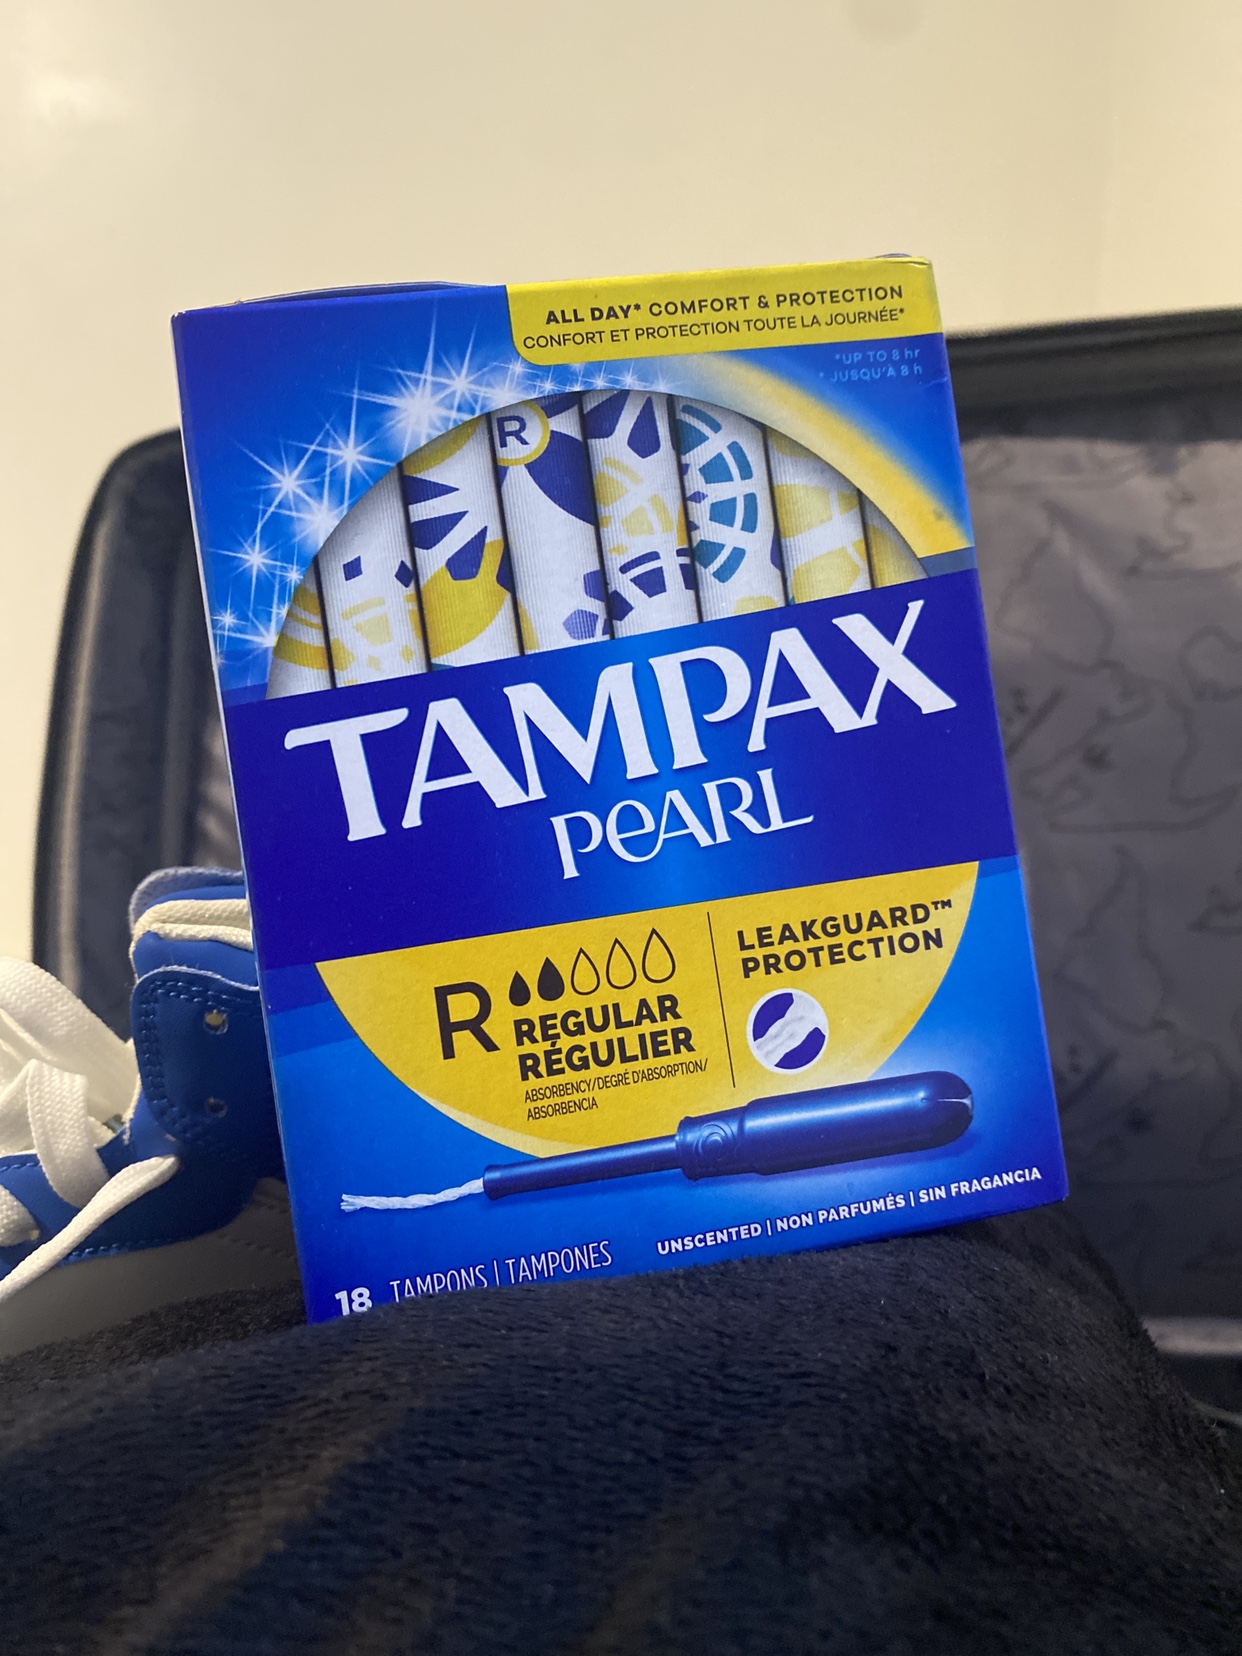 ALL DAY* COMFORT & PROTECTION
CONFORT ET PROTECTION TOUTE LA JOURNÉE*
*UP TO 8 hr
* JUSQU'À 8 h
R
TAMPAX
PEARL
R
REGULAR
RÉGULIER
ABSORBENCY/DEGRÉ D'ABSORPTION/
ABSORBENCIA
LEAKGUARD™
PROTECTION
UNSCENTED | NON PARFUMÉS | SIN FRAGANCIA
18 TAMPONS | TAMPONES